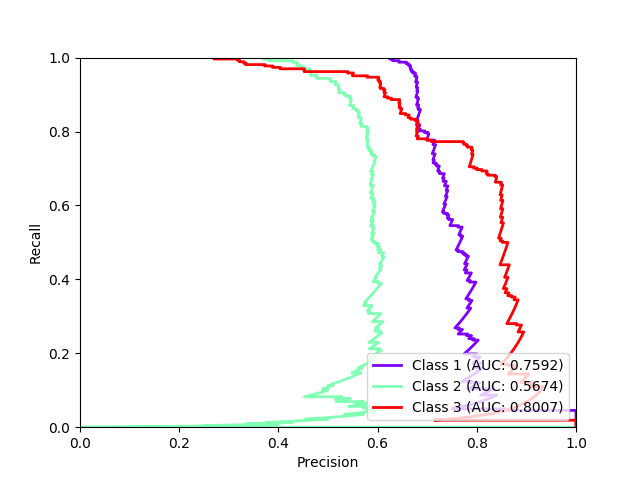 1.0
0.8
0.6
0.4
0.2
0.0
Recall
Class 1 (AUC: 0.7592)
Class 2 (AUC: 0.5674)
Class 3 (AUC: 0.8007)
0.0 0.2 0.4 0.6 0.8 1.0
Precision